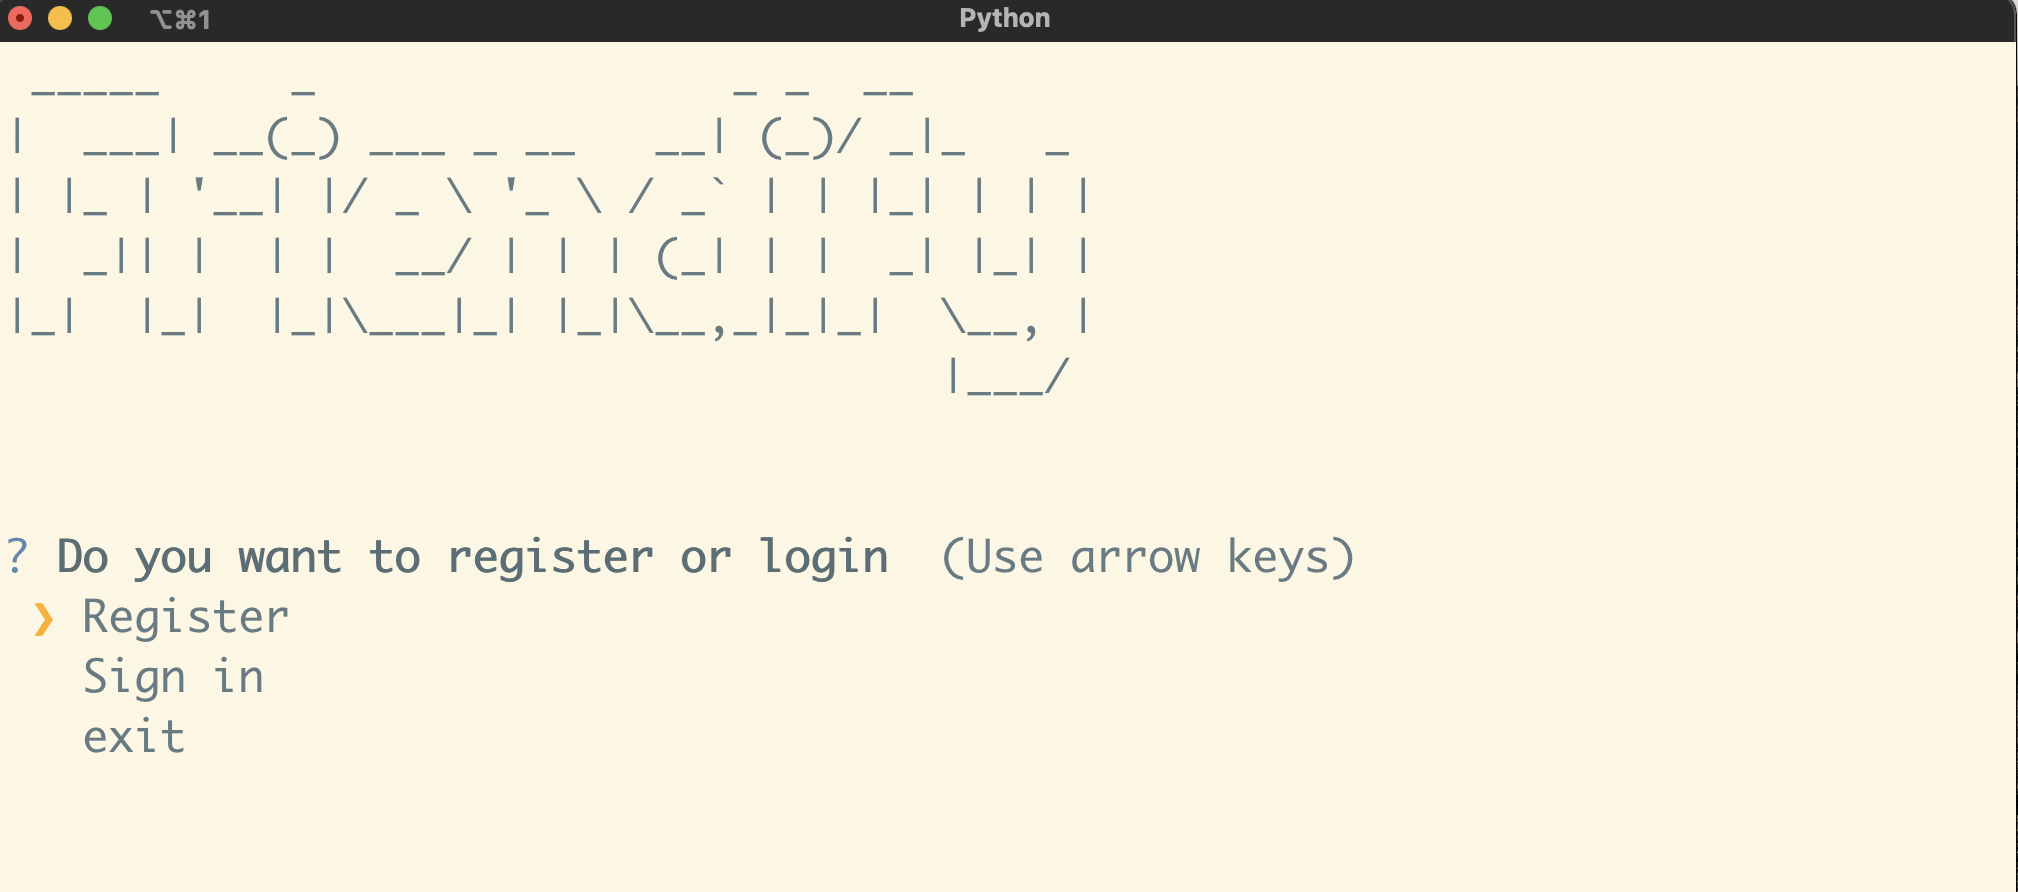 ⌥⌘1 Python
  _____     _                _ _  __
|  ___| __(_) ___ _ __   __| (_)/ _|_   _
| |_ | '__| |/ _ \ '_ \ / _` | | |_| | | |
|  _|| |  | |  __/ | | | (_| | |  _| |_| |
|_|  |_|  |_|\___|_| |_|\__,_|_|_|  \__, |
                                    |___/
? Do you want to register or login  (Use arrow keys)
 ❯ Register
   Sign in
   exit